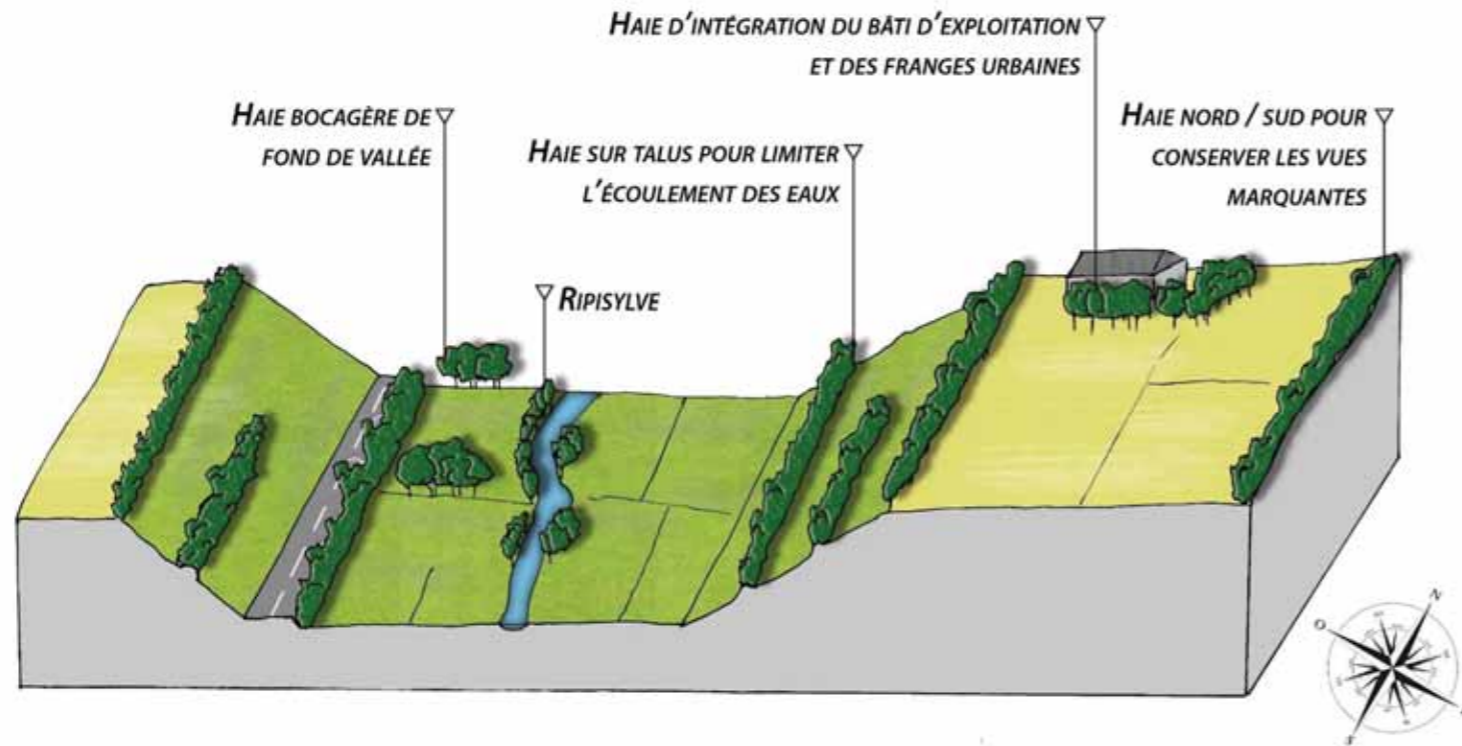 HAIE D'INTÉGRATION DU BÂTI D'EXPLOITATION
ET DES FRANGES URBAINES
HAIE BOCAGÈRE DE
FOND DE VALLÉE
HAIE SUR TALUS POUR LIMITER
L'ÉCOULEMENT DES EAUX
HAIE NORD / SUD POUR
CONSERVER LES VUES
MARQUANTES
RIPISYLVE
N
O
S